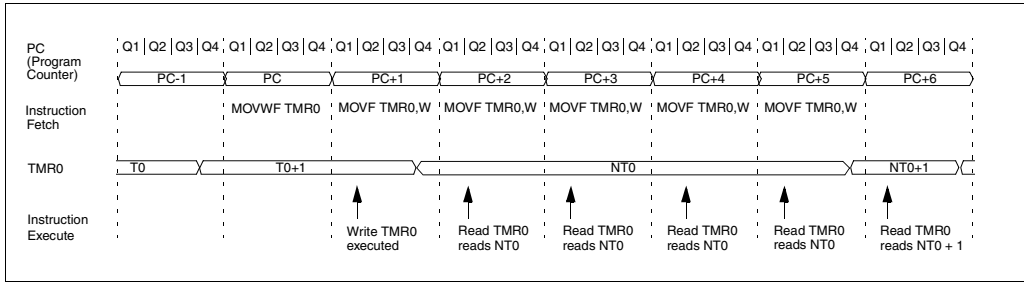 PC (Program Counter)
Q1 Q2 Q3 Q4 Q1 Q2 Q3 Q4 Q1 Q2 Q3 Q4 Q1 Q2 Q3 Q4 Q1 Q2 Q3 Q4 Q1 Q2 Q3 Q4 Q1 Q2 Q3 Q4 Q1 Q2 Q3 Q4
PC-1 PC PC+1 PC+2 PC+3 PC+4 PC+5 PC+6
Instruction Fetch
MOVWF TMR0 MOVF TMR0,W MOVF TMR0,W MOVF TMR0,W MOVF TMR0,W MOVF TMR0,W
TMR0 T0 T0+1 NT0 NT0+1
Instruction Execute
Write TMR0 executed
Read TMR0 reads NT0
Read TMR0 reads NT0
Read TMR0 reads NT0
Read TMR0 reads NT0
Read TMR0 reads NT0 + 1